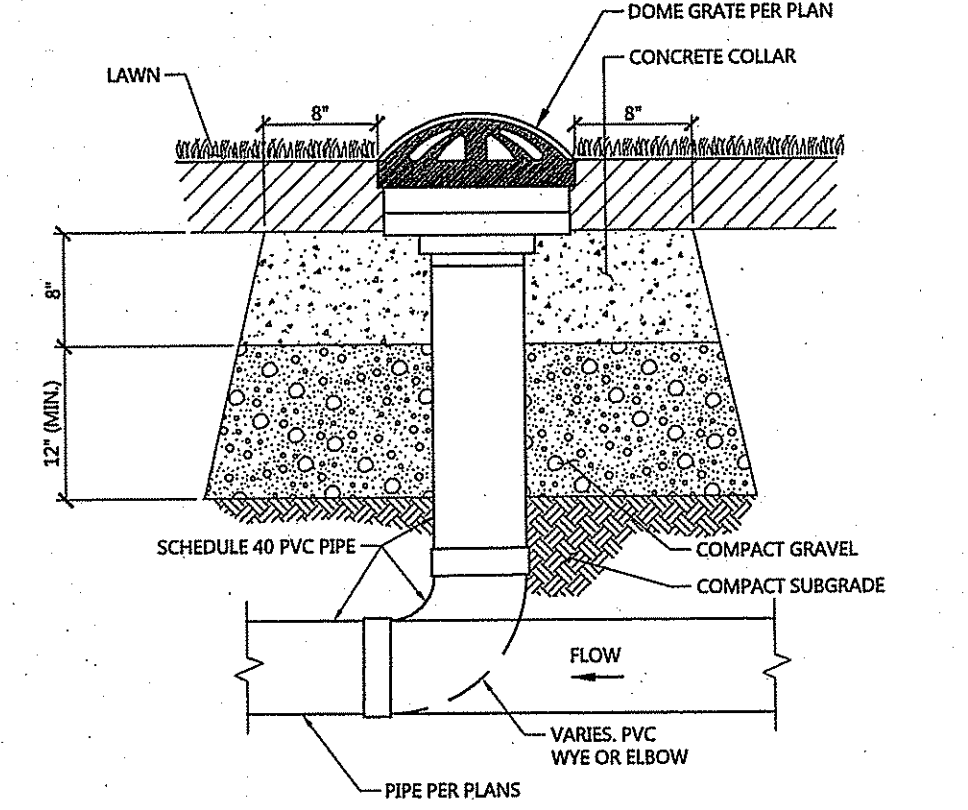 DOME GRATE PER PLAN
CONCRETE COLLAR
LAWN
8"
8"
8"
12" (MIN.)
SCHEDULE 40 PVC PIPE
COMPACT GRAVEL
COMPACT SUBGRADE
FLOW
VARIES. PVC
WYE OR ELBOW
PIPE PER PLANS